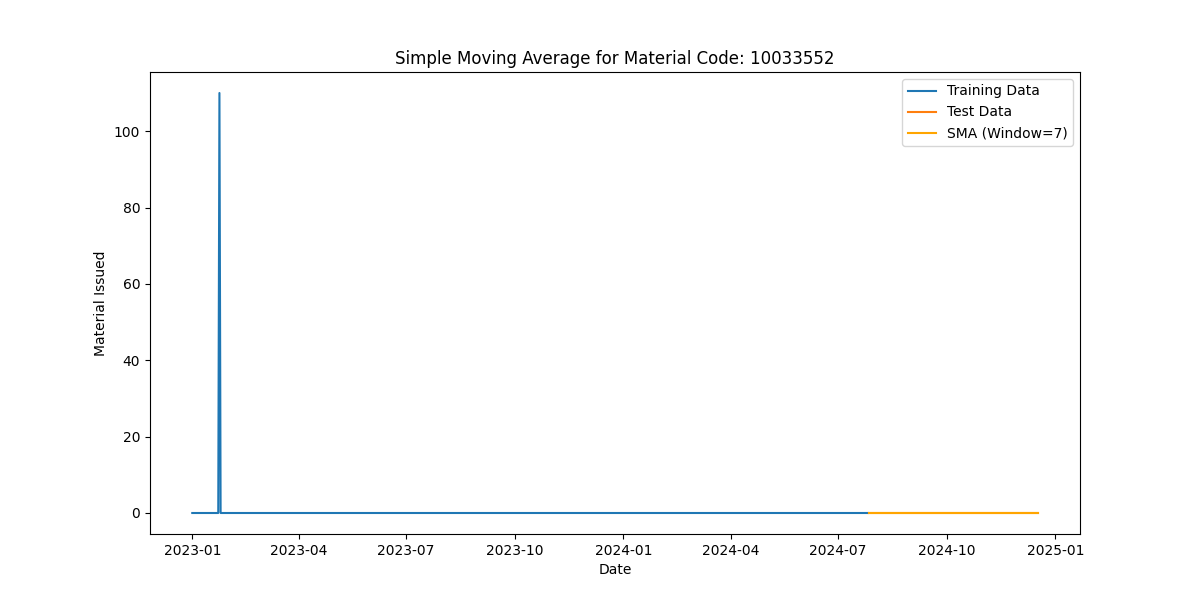 Simple Moving Average for Material Code: 10033552
Training Data
Test Data
SMA (Window=7)
Material Issued
100
80
60
40
20
0
2023-01 2023-04 2023-07 2023-10 2024-01 2024-04 2024-07 2024-10 2025-01
Date